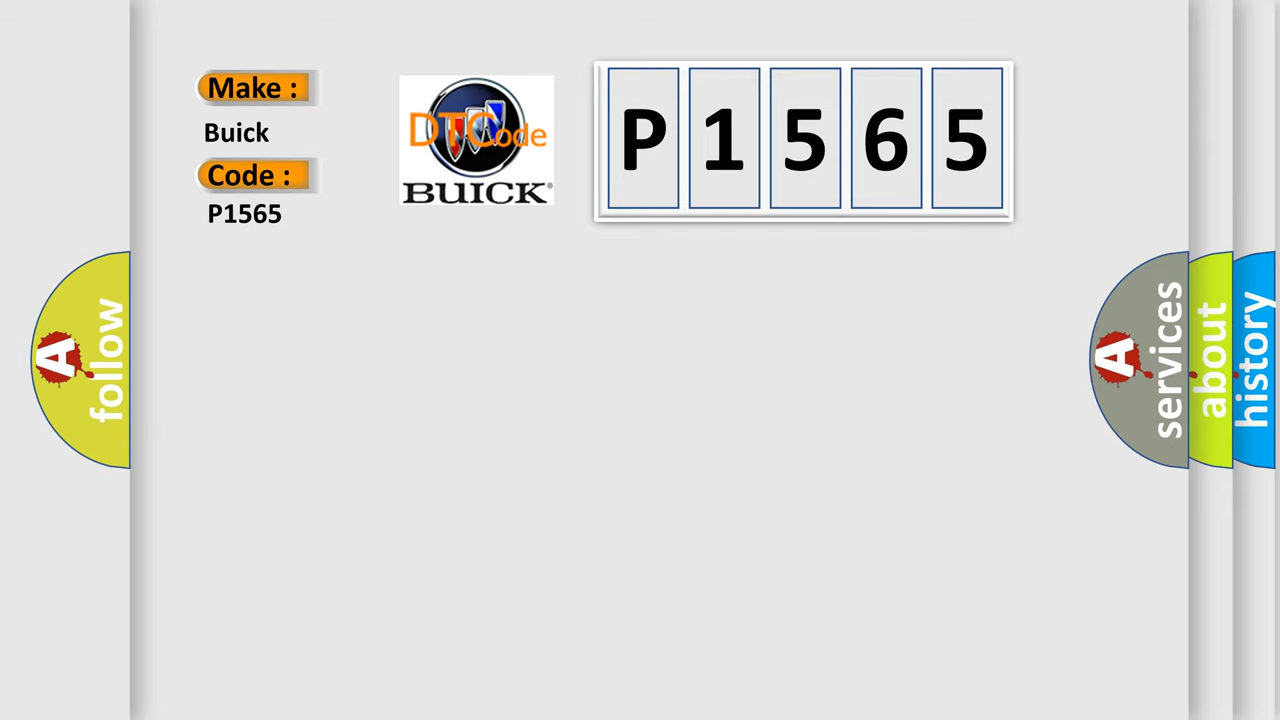 Make :
Buick
Code :
P1565
DTCode
BUICK®
P 1 5 6 5
A follow
A services
about
history